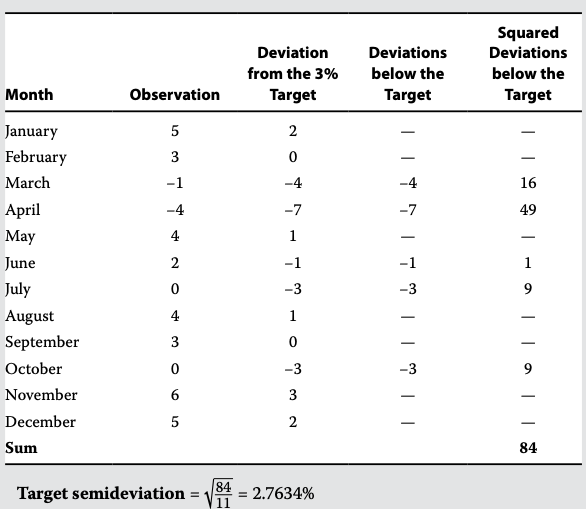 Month Observation Deviation from the 3% Target Deviations below the Target Squared Deviations below the Target
January 5 2 — —
February 3 0 — —
March –1 –4 –4 16
April –4 –7 –7 49
May 4 1 — —
June 2 –1 –1 1
July 0 –3 –3 9
August 4 1 — —
September 3 0 — —
October 0 –3 –3 9
November 6 3 — —
December 5 2 — —
Sum 84
Target semideviation = √(84/11) = 2.7634%